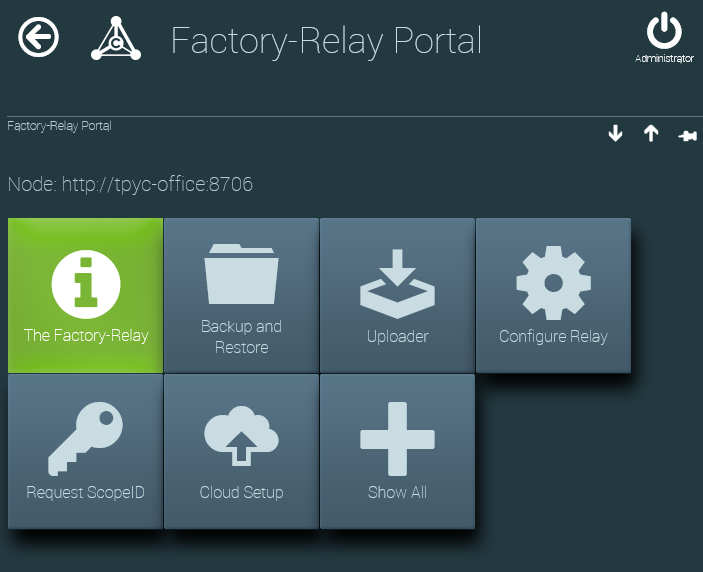 Factory-Relay Portal
Administrator
Factory-Relay Portal
Node: http://tpyc-office:8706
The Factory-Relay
Backup and
Restore
Uploader
Configure Relay
Request ScopeID
Cloud Setup
Show All